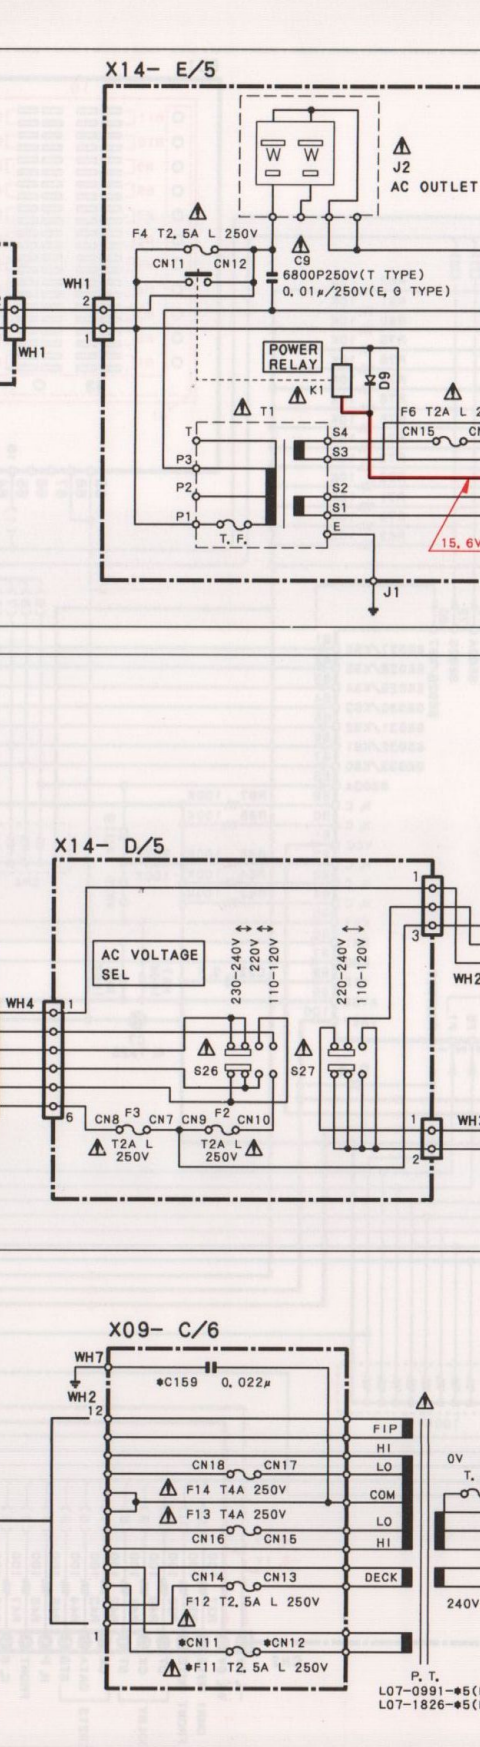 X14- E/5
J2
AC OUTLET
F4 T2.5A L 250V
CN11 CN12
C9
6800P250V(T TYPE)
0.01µ/250V(E,G TYPE)
WH1
2
1
WH1
POWER
RELAY
K1
D9
T1
F6 T2A L
CN15
T
P3
P2
P1
T.F.
S4
S3
S2
S1
E
15.6V
J1
X14- D/5
AC VOLTAGE
SEL
230-240V
220V
110-120V
220-240V
110-120V
1
3
WH2
WH4
1
6
S26
S27
CN8 F3 CN7 CN9 F2 CN10
T2A L
250V
T2A L
250V
1
2
X09- C/6
WH7
*C159 0.022µ
WH2
12
1
FIP
HI
LO
COM
LO
HI
DECK
CN18 CN17
F14 T4A 250V
F13 T4A 250V
CN16 CN15
CN14 CN13
F12 T2.5A L 250V
*CN11 *CN12
*F11 T2.5A L 250V
0V
T.
240V
P.T.
L07-0991-*5(
L07-1826-*5(